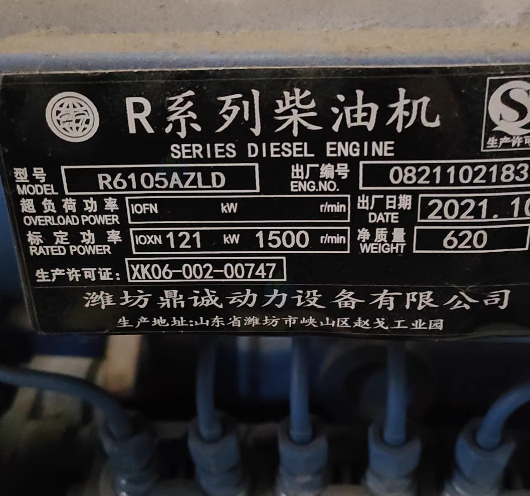 R系列柴油机
SERIES DIESEL ENGINE
生产许可
型号 MODEL R6105AZLD 出厂编号 ENG.NO. 0821102183
超负荷功率 OVERLOAD POWER IOFN kW r/min 出厂日期 DATE 2021.10
标定功率 RATED POWER IOXN 121 kW 1500 r/min 净质量 WEIGHT 620
生产许可证: XK06-002-00747
潍坊鼎诚动力设备有限公司
生产地址:山东省潍坊市峡山区赵戈工业园